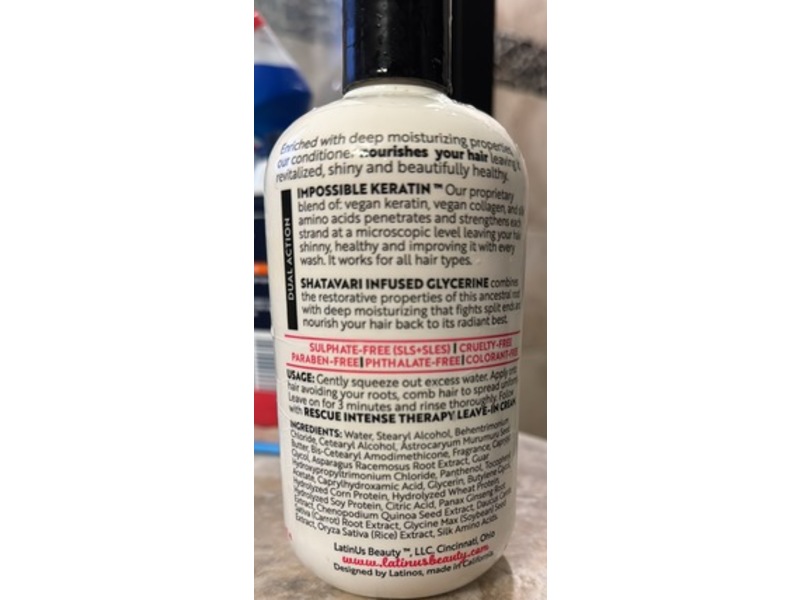 Enriched with deep moisturizing properties,
our conditioner nourishes your hair leaving it
revitalized, shiny and beautifully healthy.
DUAL ACTION
IMPOSSIBLE KERATIN ™ Our proprietary
blend of: vegan keratin, vegan collagen, and silk
amino acids penetrates and strengthens each
strand at a microscopic level leaving your hair
shinny, healthy and improving it with every
wash. It works for all hair types.
SHATAVARI INFUSED GLYCERINE combines
the restorative properties of this ancestral root
with deep moisturizing that fights split ends and
nourish your hair back to its radiant best.
SULPHATE-FREE (SLS+SLES) | CRUELTY-FREE
PARABEN-FREE | PHTHALATE-FREE | COLORANT-FREE
USAGE: Gently squeeze out excess water. Apply onto
hair avoiding your roots, comb hair to spread uniform
Leave on for 3 minutes and rinse thoroughly. Follow
with RESCUE INTENSE THERAPY LEAVE-IN CREAM
INGREDIENTS: Water, Stearyl Alcohol, Behentrimonium
Chloride, Cetearyl Alcohol, Astrocaryum Murumuru Seed
Butter, Bis-Cetearyl Amodimethicone, Fragrance, Caprylyl
Glycol, Asparagus Racemosus Root Extract, Guar
Hydroxypropyltrimonium Chloride, Panthenol, Tocopheryl
Acetate, Caprylhydroxamic Acid, Glycerin, Butylene Glycol,
Hydrolyzed Corn Protein, Hydrolyzed Wheat Protein,
Hydrolyzed Soy Protein, Citric Acid, Panax Ginseng Root
Extract, Chenopodium Quinoa Seed Extract, Daucus Carota
Sativa (Carrot) Root Extract, Glycine Max (Soybean) Seed
Extract, Oryza Sativa (Rice) Extract, Silk Amino Acids.
LatinUs Beauty ™, LLC, Cincinnati, Ohio
www.latinusbeauty.com
Designed by Latinos, made in California.